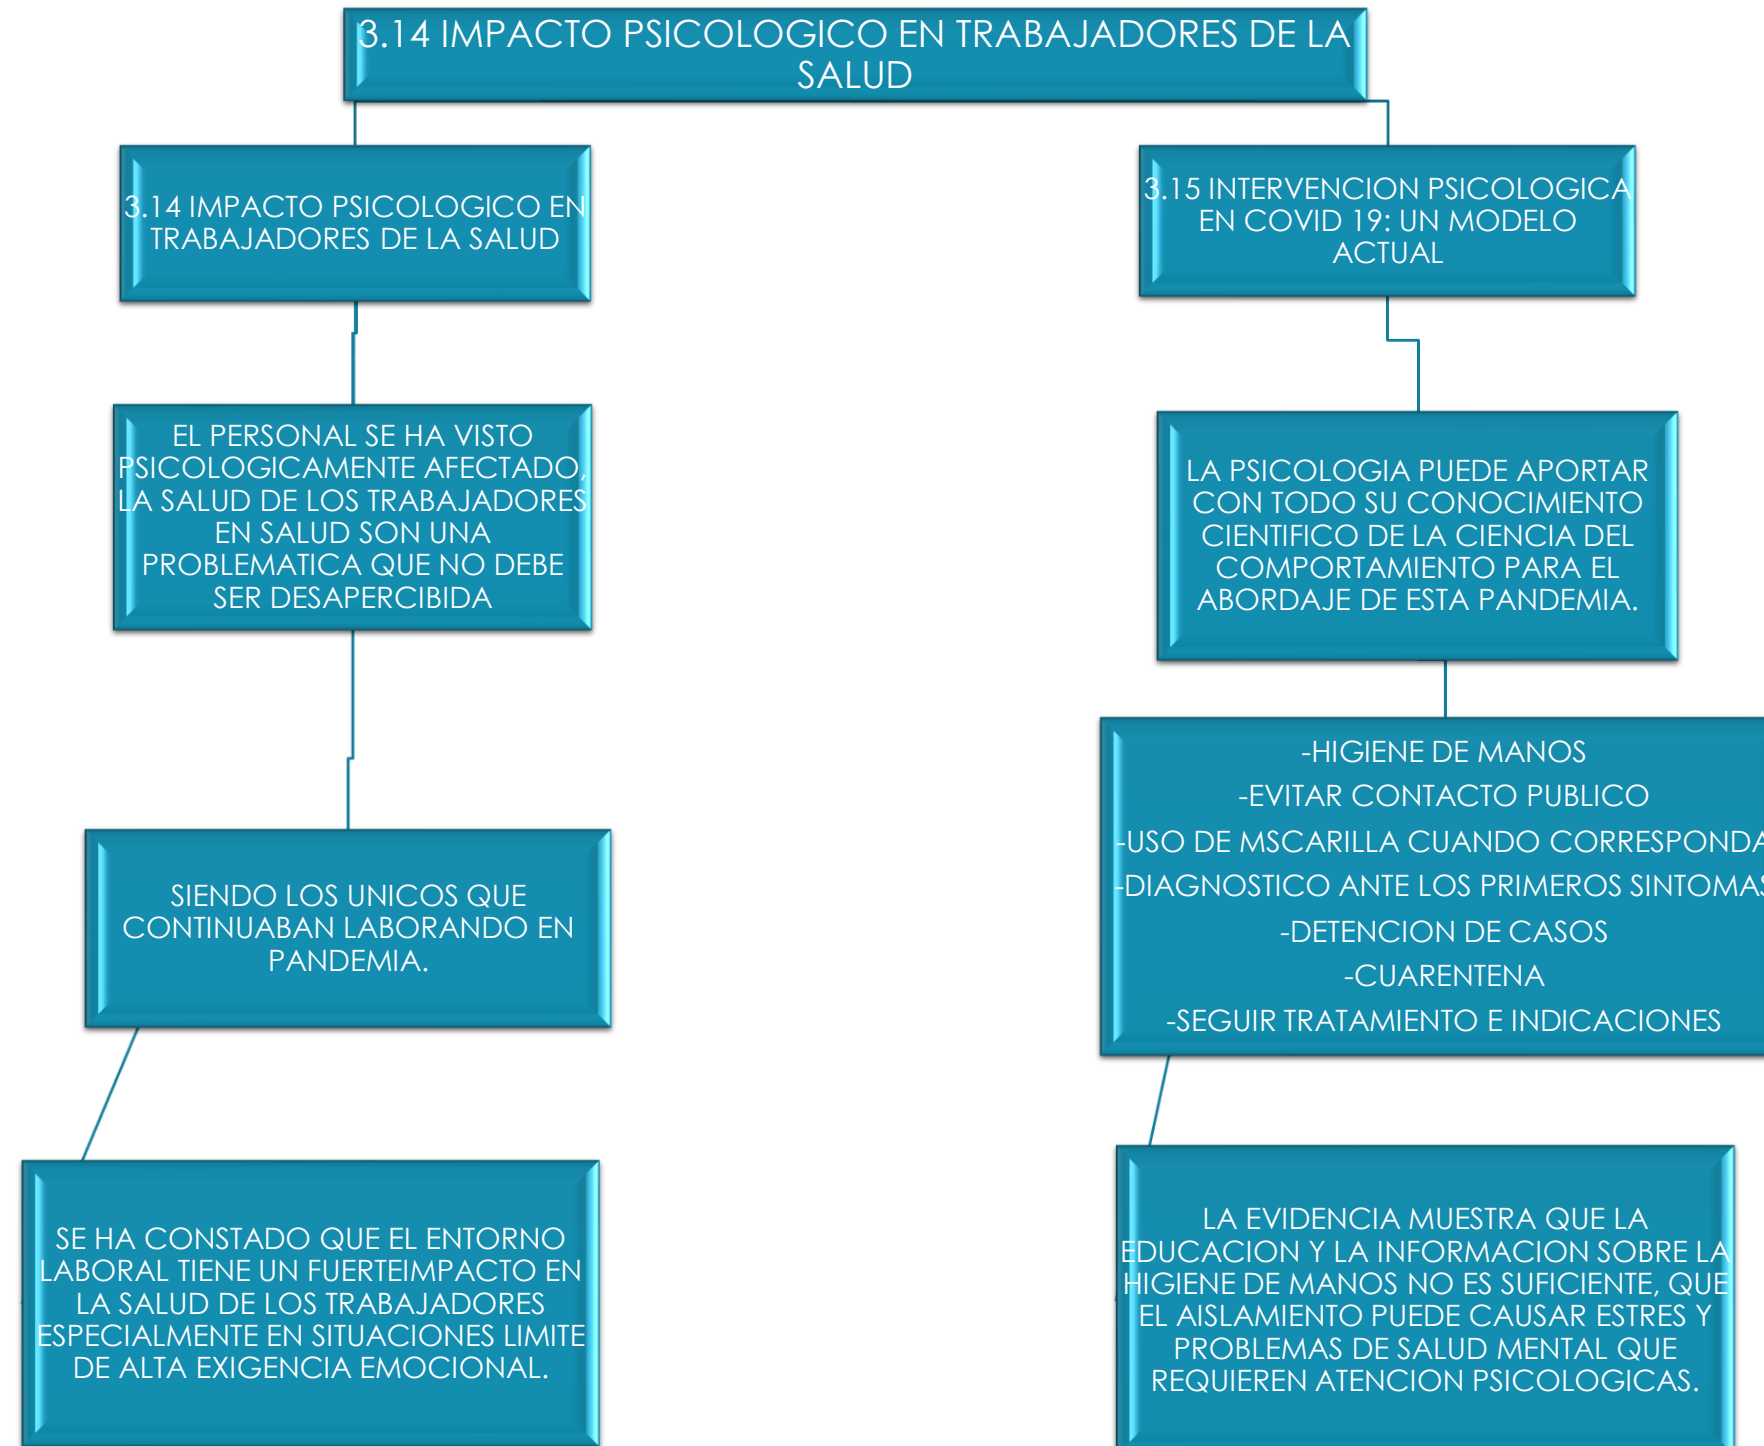 3.14 IMPACTO PSICOLOGICO EN TRABAJADORES DE LA
SALUD
3.14 IMPACTO PSICOLOGICO EN
TRABAJADORES DE LA SALUD
EL PERSONAL SE HA VISTO
PSICOLOGICAMENTE AFECTADO,
LA SALUD DE LOS TRABAJADORES
EN SALUD SON UNA
PROBLEMATICA QUE NO DEBE
SER DESAPERCIBIDA
SIENDO LOS UNICOS QUE
CONTINUABAN LABORANDO EN
PANDEMIA.
SE HA CONSTADO QUE EL ENTORNO
LABORAL TIENE UN FUERTEIMPACTO EN
LA SALUD DE LOS TRABAJADORES
ESPECIALMENTE EN SITUACIONES LIMITE
DE ALTA EXIGENCIA EMOCIONAL.
3.15 INTERVENCION PSICOLOGICA
EN COVID 19: UN MODELO
ACTUAL
LA PSICOLOGIA PUEDE APORTAR
CON TODO SU CONOCIMIENTO
CIENTIFICO DE LA CIENCIA DEL
COMPORTAMIENTO PARA EL
ABORDAJE DE ESTA PANDEMIA.
-HIGIENE DE MANOS
-EVITAR CONTACTO PUBLICO
-USO DE MSCARILLA CUANDO CORRESPONDA
-DIAGNOSTICO ANTE LOS PRIMEROS SINTOMAS
-DETENCION DE CASOS
-CUARENTENA
-SEGUIR TRATAMIENTO E INDICACIONES
LA EVIDENCIA MUESTRA QUE LA
EDUCACION Y LA INFORMACION SOBRE LA
HIGIENE DE MANOS NO ES SUFICIENTE, QUE
EL AISLAMIENTO PUEDE CAUSAR ESTRES Y
PROBLEMAS DE SALUD MENTAL QUE
REQUIEREN ATENCION PSICOLOGICAS.